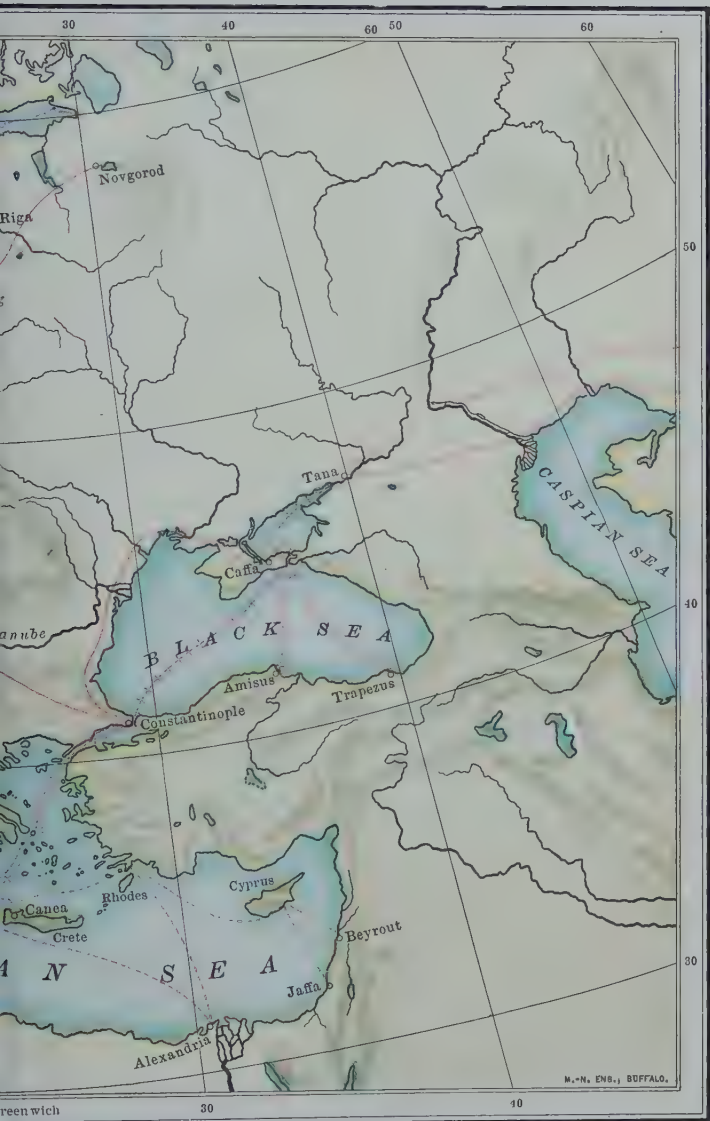 30 40 60 50 60
Novgorod
Riga
50
Tana
CASPIAN SEA
Caffa
40
anube
BLACK SEA
Amisus
Trapezus
Constantinople
Cyprus
Rhodes
Canea
Crete
Beyrout
AN SEA
30
Jaffa
Alexandria
M.-N. ENG., BUFFALO.
reenwich 30 40